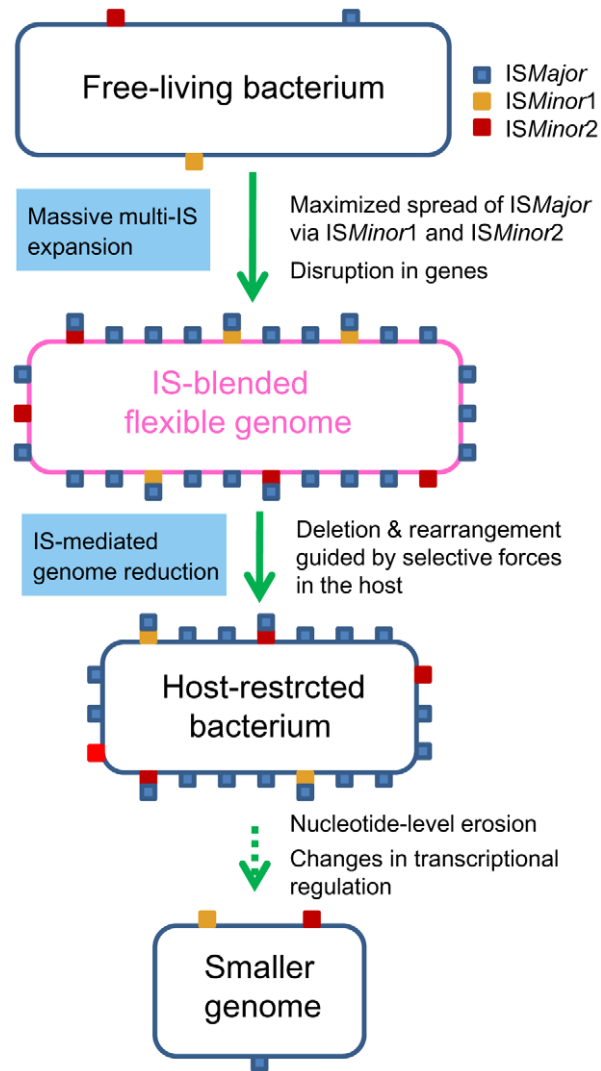 Free-living bacterium
ISMajor
ISMinor1
ISMinor2
Massive multi-IS
expansion
Maximized spread of ISMajor
via ISMinor1 and ISMinor2
Disruption in genes
IS-blended
flexible genome
IS-mediated
genome reduction
Deletion & rearrangement
guided by selective forces
in the host
Host-restrcted
bacterium
Nucleotide-level erosion
Changes in transcriptional
regulation
Smaller
genome